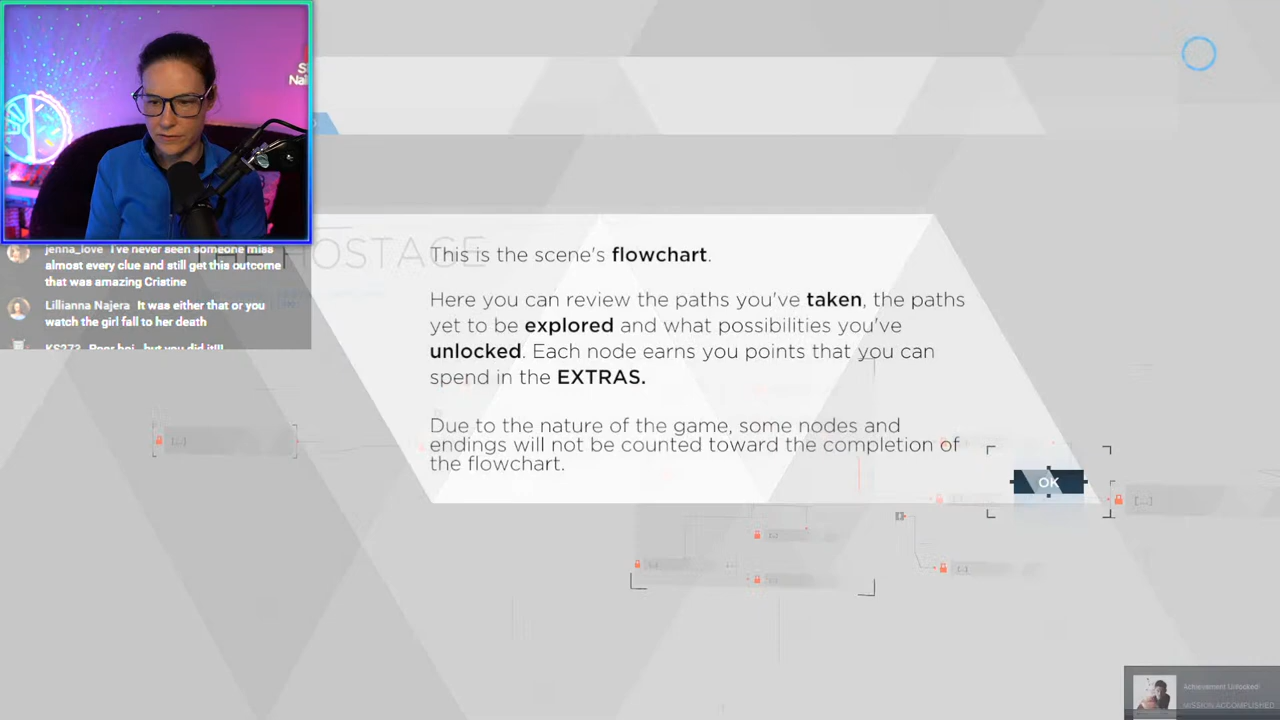 jenna_love I've never seen someone miss
almost every clue and still get this outcome
that was amazing Cristine
Lillianna Najera It was either that or you
watch the girl fall to her death
HOSTAGE
This is the scene's flowchart.
Here you can review the paths you've taken, the paths
yet to be explored and what possibilities you've
unlocked. Each node earns you points that you can
spend in the EXTRAS.
Due to the nature of the game, some nodes and
endings will not be counted toward the completion of
the flowchart.
OK
Achievement Unlocked!
MISSION ACCOMPLISHED